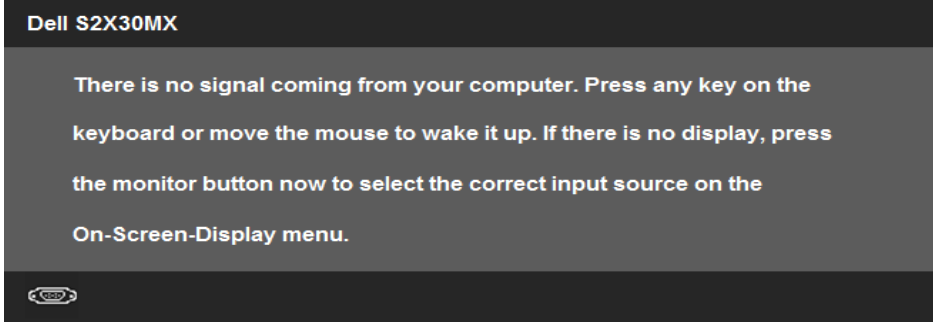 Dell S2X30MX
There is no signal coming from your computer. Press any key on the
keyboard or move the mouse to wake it up. If there is no display, press
the monitor button now to select the correct input source on the
On-Screen-Display menu.